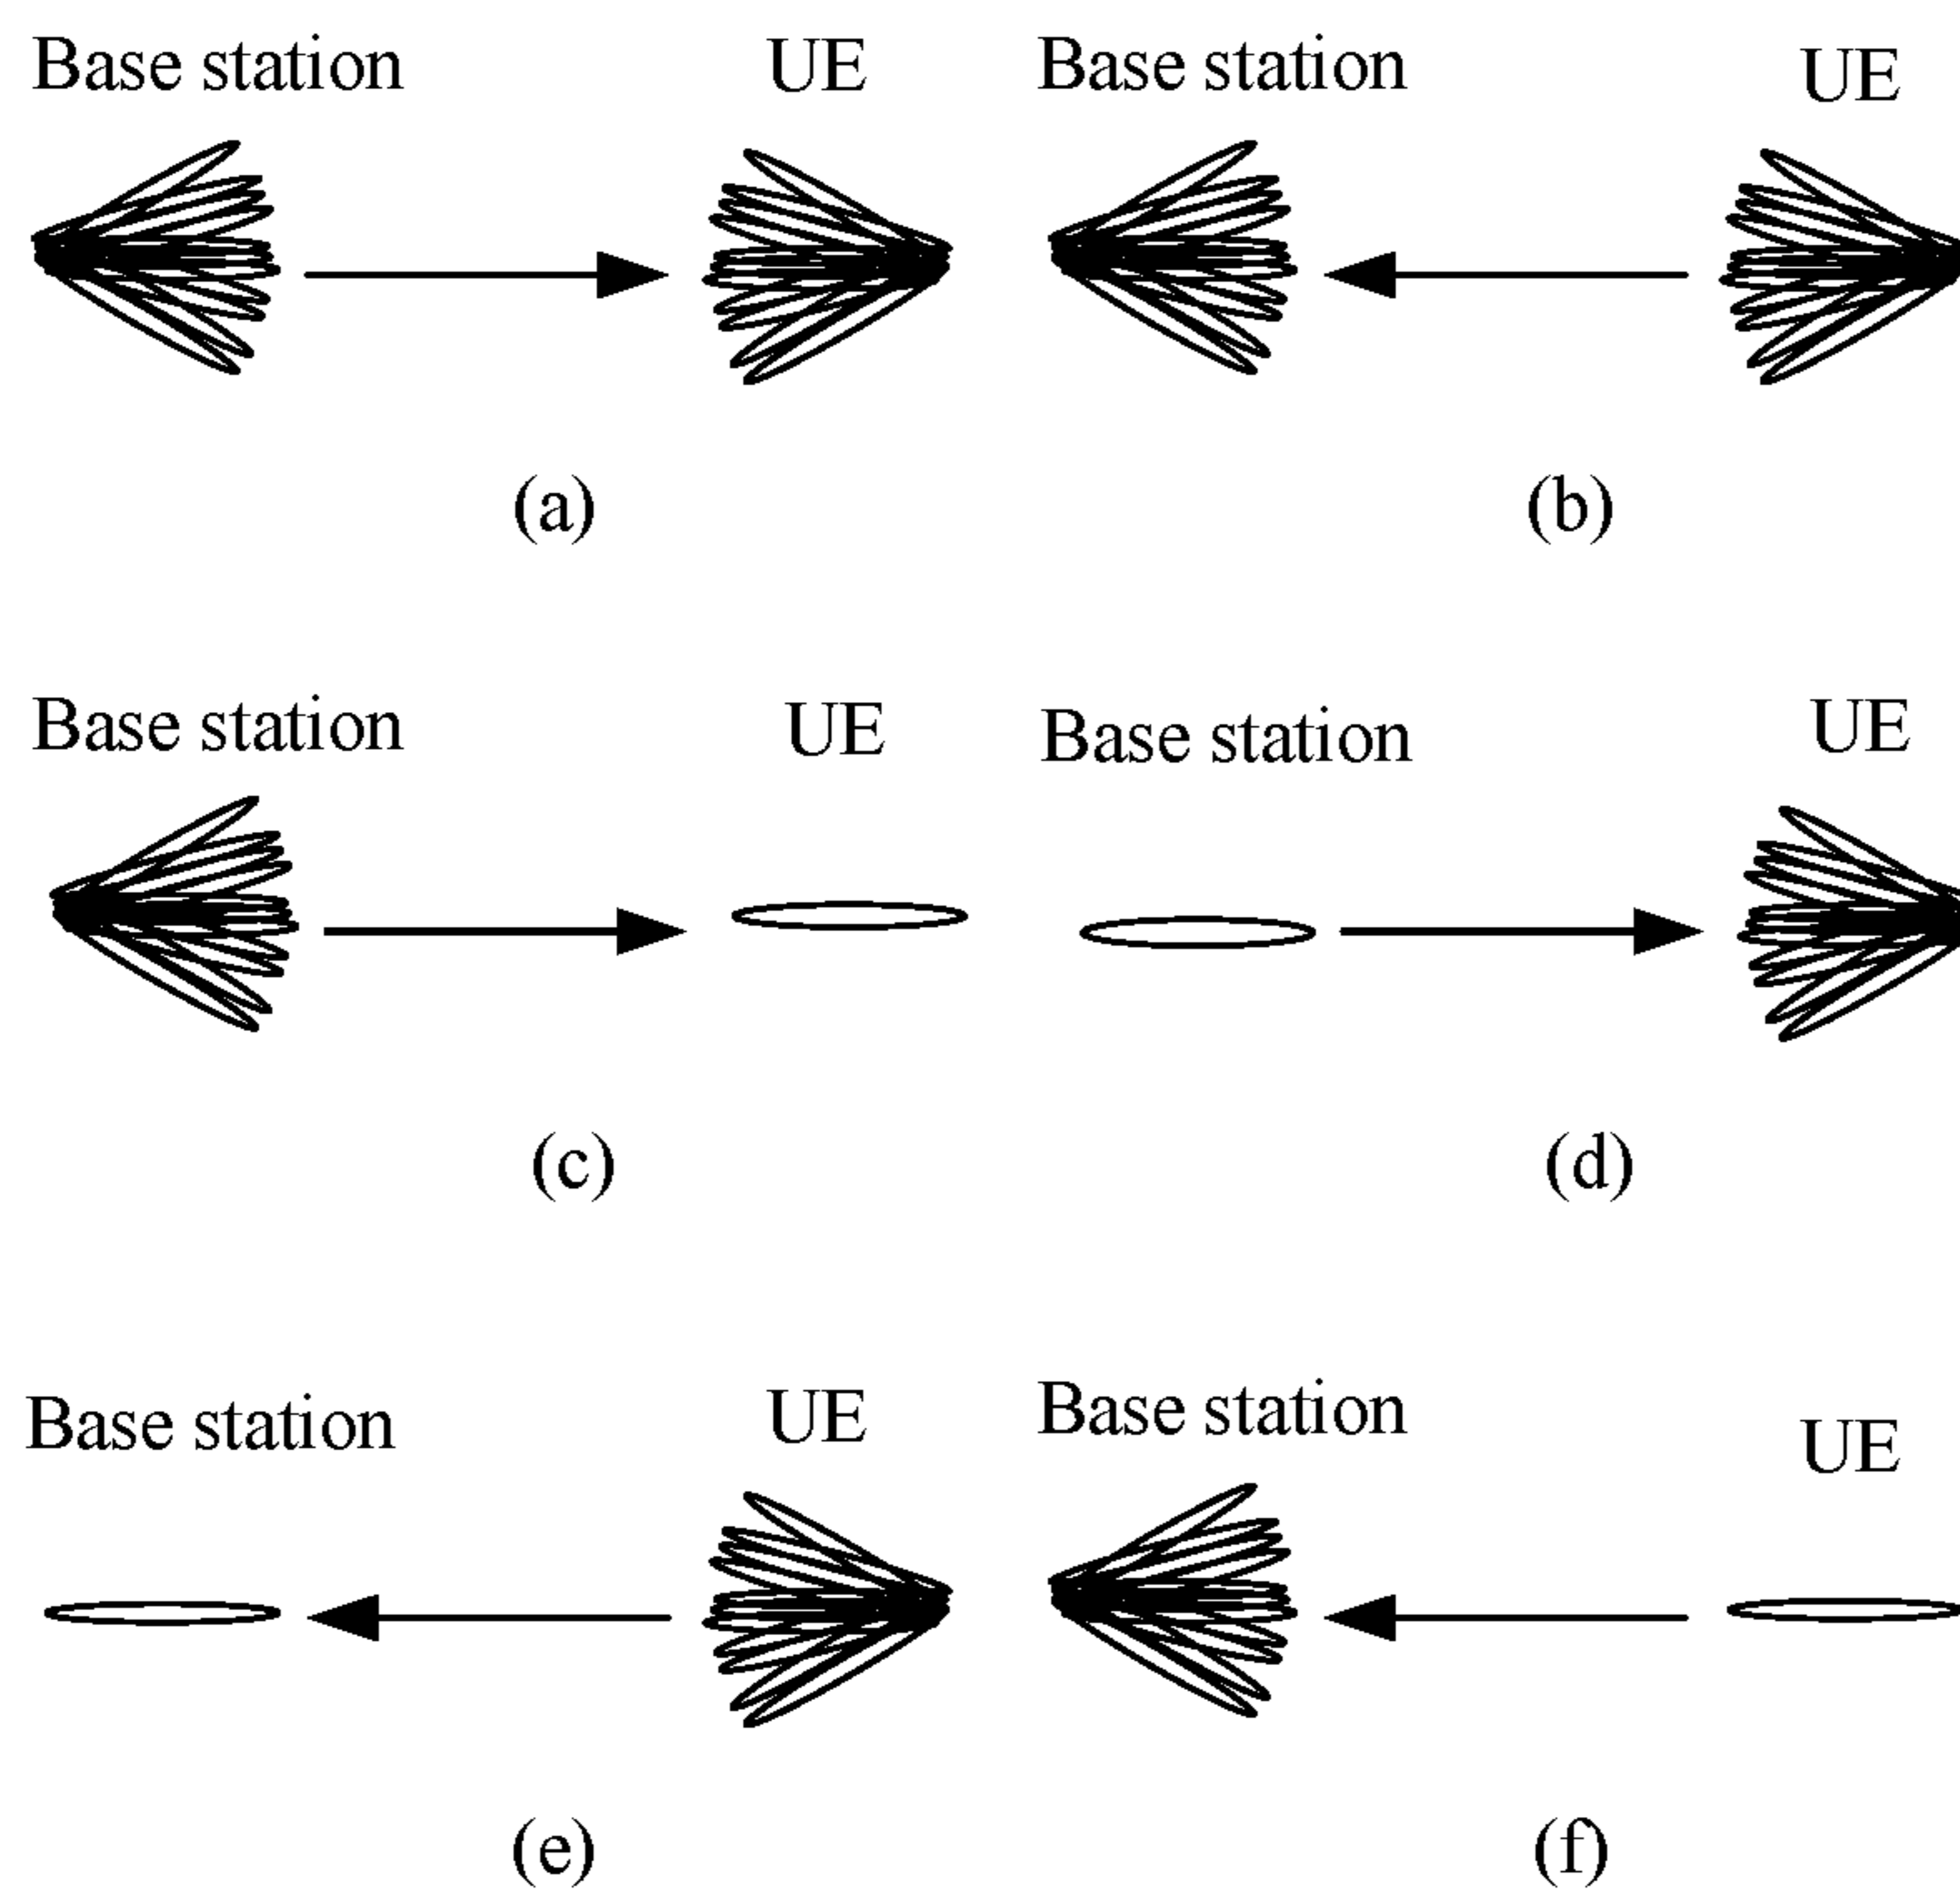 Base station UE Base station UE
(a) (b)
Base station UE Base station UE
(c) (d)
Base station UE Base station UE
(e) (f)